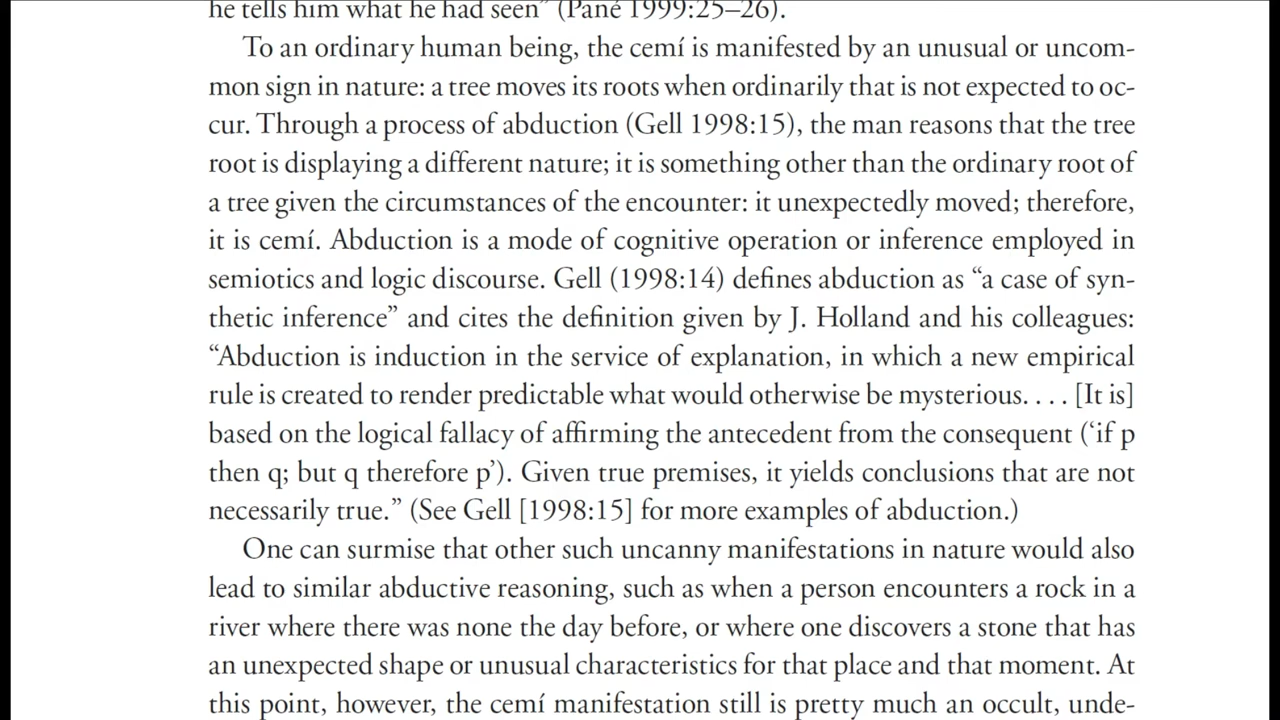 he tells him what he had seen” (Pané 1999:25–26).
To an ordinary human being, the cemí is manifested by an unusual or uncom-
mon sign in nature: a tree moves its roots when ordinarily that is not expected to oc-
cur. Through a process of abduction (Gell 1998:15), the man reasons that the tree
root is displaying a different nature; it is something other than the ordinary root of
a tree given the circumstances of the encounter: it unexpectedly moved; therefore,
it is cemí. Abduction is a mode of cognitive operation or inference employed in
semiotics and logic discourse. Gell (1998:14) defines abduction as “a case of syn-
thetic inference” and cites the definition given by J. Holland and his colleagues:
“Abduction is induction in the service of explanation, in which a new empirical
rule is created to render predictable what would otherwise be mysterious. . . . [It is]
based on the logical fallacy of affirming the antecedent from the consequent (‘if p
then q; but q therefore p’). Given true premises, it yields conclusions that are not
necessarily true.” (See Gell [1998:15] for more examples of abduction.)
One can surmise that other such uncanny manifestations in nature would also
lead to similar abductive reasoning, such as when a person encounters a rock in a
river where there was none the day before, or where one discovers a stone that has
an unexpected shape or unusual characteristics for that place and that moment. At
this point, however, the cemí manifestation still is pretty much an occult, unde-